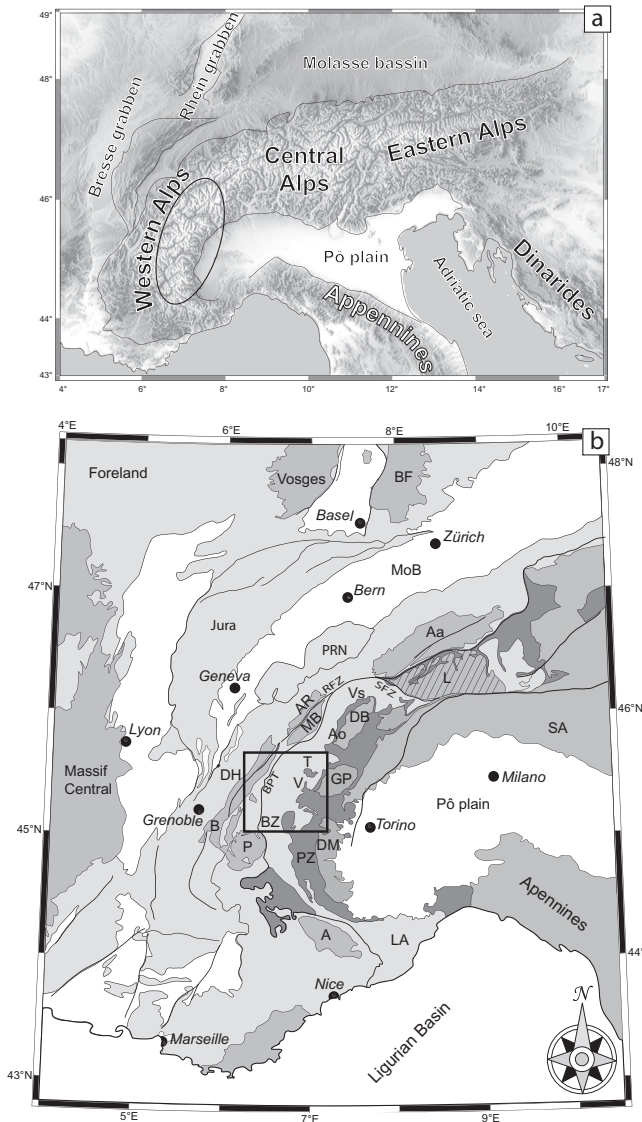 a
49°
48°
46°
44°
43°
4°
6°
8°
10°
12°
14°
16°
17°
Bresse grabben
Rhein grabben
Molasse bassin
Western Alps
Central
Alps
Eastern Alps
Pô plain
Adriatic sea
Dinarides
Appennines
b
4°E
6°E
8°E
10°E
48°N
47°N
46°N
45°N
44°N
43°N
5°E
7°E
9°E
Foreland
Vosges
BF
Basel
Zürich
MoB
Bern
Jura
PRN
Aa
Geneva
AR
RFZ
MB
Vs
SFZ
L
DB
Ao
SA
Lyon
Massif
Central
DH
BPT
T
V
GP
Milano
Pô plain
Grenoble
B
BZ
Torino
P
DM
PZ
Apennines
A
LA
Nice
Marseille
Ligurian Basin
N